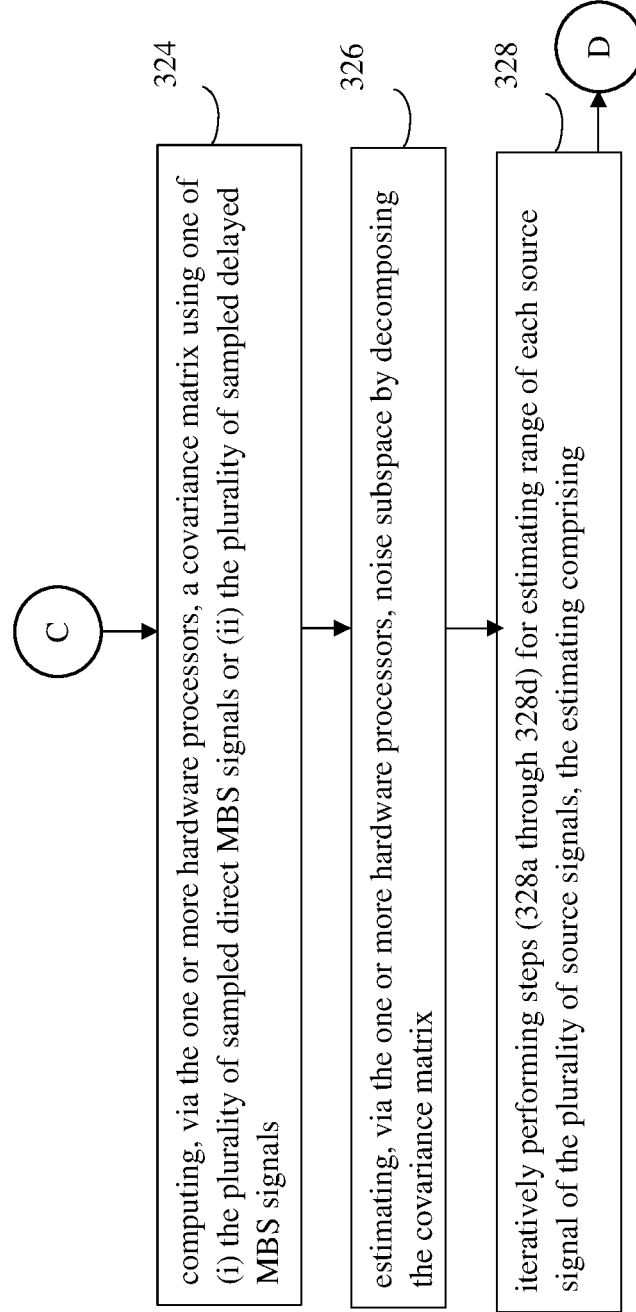 C
324
computing, via the one or more hardware processors, a covariance matrix using one of
(i) the plurality of sampled direct MBS signals or (ii) the plurality of sampled delayed
MBS signals
326
estimating, via the one or more hardware processors, noise subspace by decomposing
the covariance matrix
328
iteratively performing steps (328a through 328d) for estimating range of each source
signal of the plurality of source signals, the estimating comprising
D